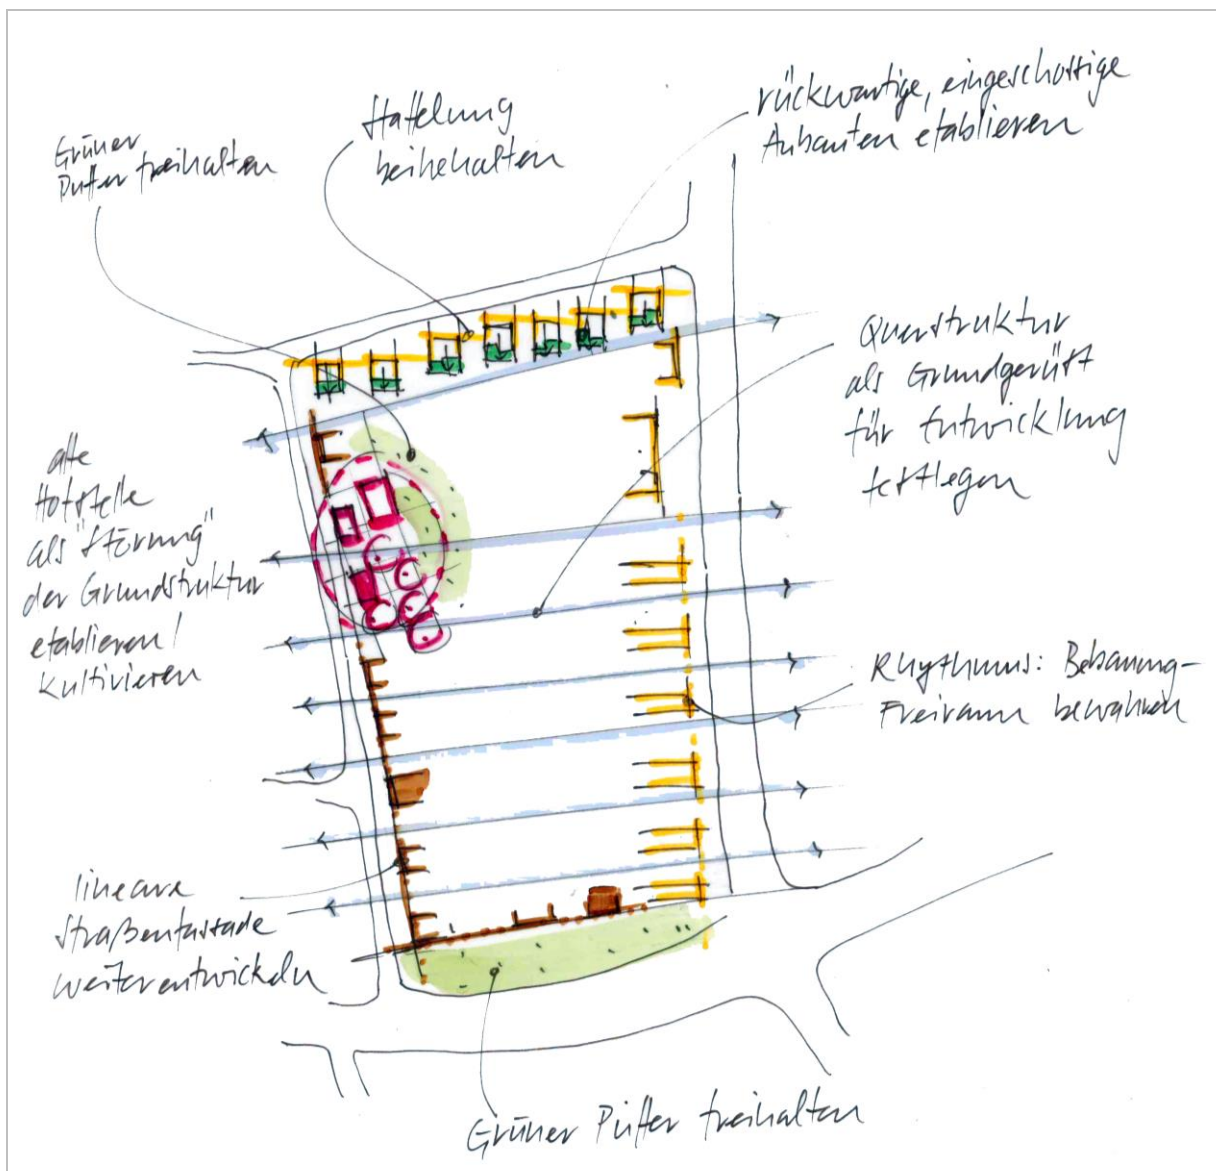 Grüner
Puffer freihalten
Staffelung
beibehalten
rückwärtige, eingeschossige
Anbauten etablieren
Querstruktur
als Grundgerüst
für Entwicklung
festlegen
alte
Hofstelle
als "Störung"
der Grundstruktur
etablieren/
kultivieren
Rhythmus: Bebauung-
Freiraum bewahren
lineare
Straßenfassade
weiterentwickeln
Grüner Puffer freihalten